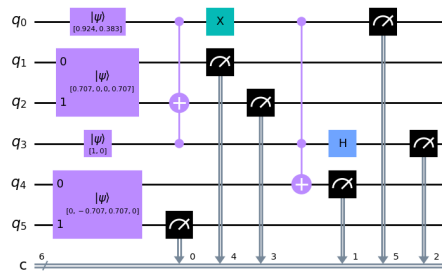 q0 |ψ⟩ X
[0.924, 0.383]
q1 0
|ψ⟩
[0.707, 0, 0, 0.707]
q2 1
q3 |ψ⟩ H
[1, 0]
q4 0
|ψ⟩
[0, −0.707, 0.707, 0]
q5 1
c 6 0 4 3 1 5 2